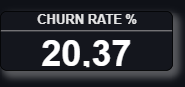 CHURN RATE %
20,37